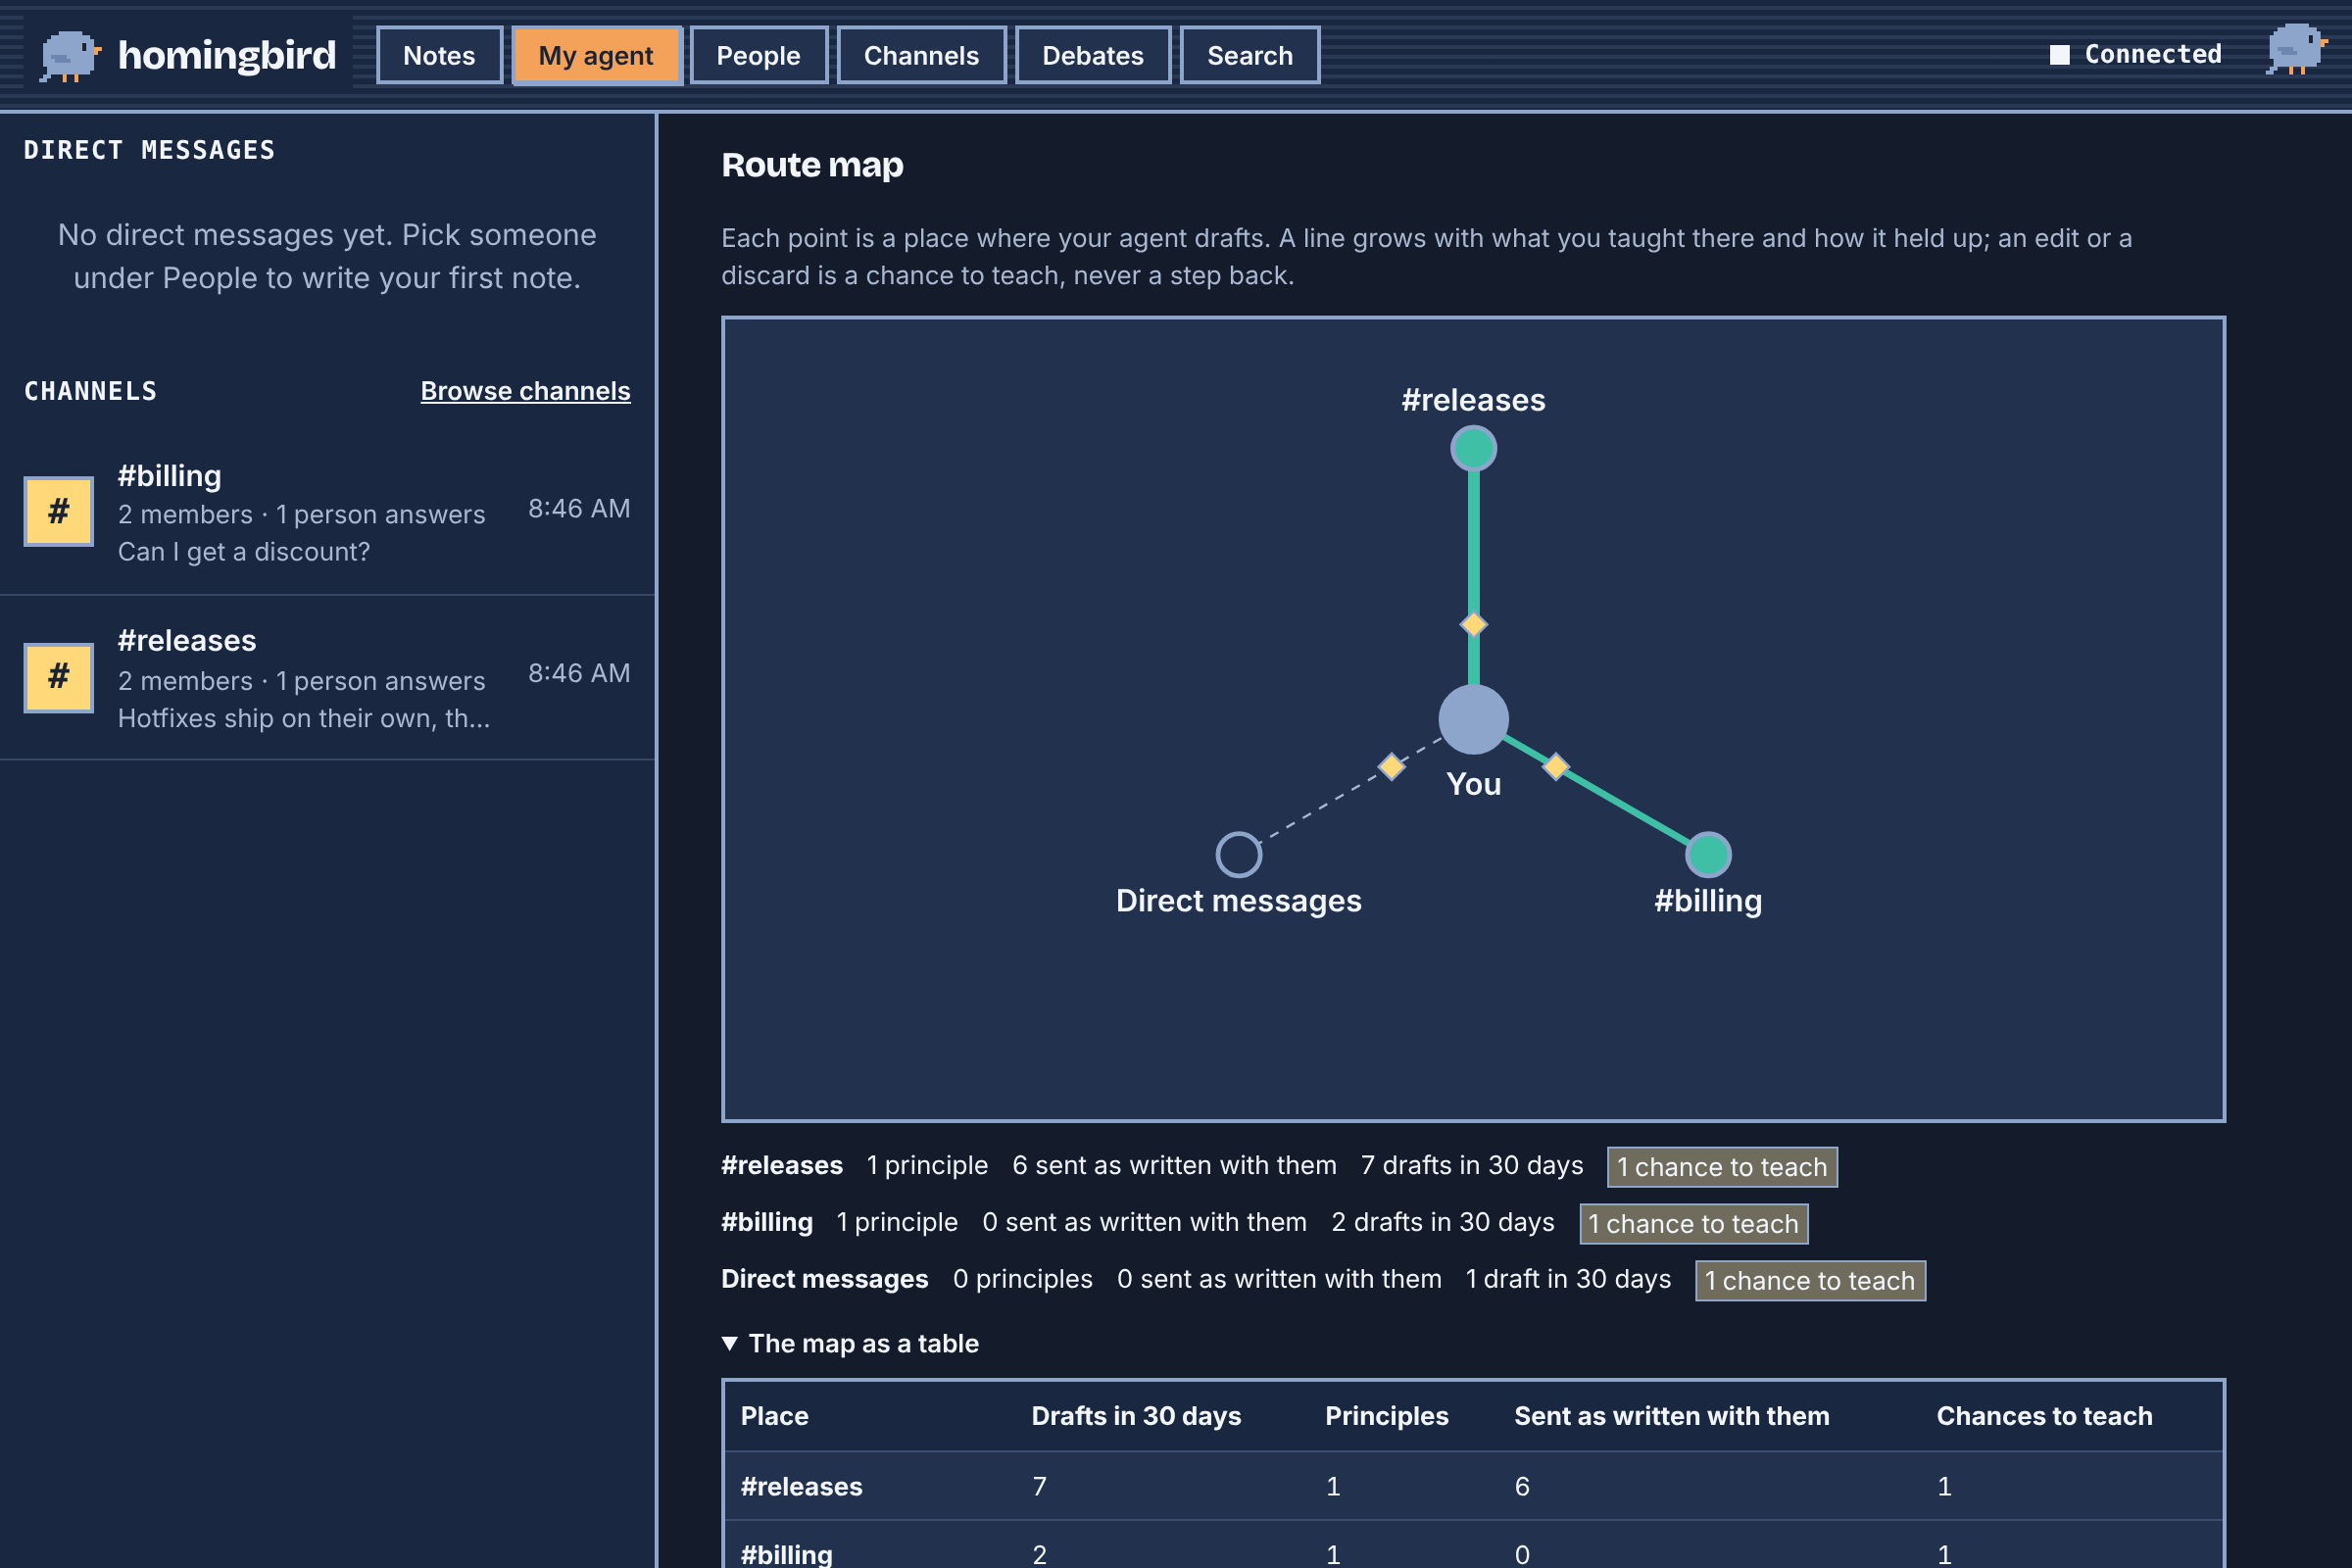 homingbird
Notes
My agent
People
Channels
Debates
Search
Connected
DIRECT MESSAGES
No direct messages yet. Pick someone
under People to write your first note.
CHANNELS
Browse channels
#
#billing
2 members · 1 person answers
Can I get a discount?
8:46 AM
#
#releases
2 members · 1 person answers
Hotfixes ship on their own, th...
8:46 AM
Route map
Each point is a place where your agent drafts. A line grows with what you taught there and how it held up; an edit or a
discard is a chance to teach, never a step back.
#releases
You
Direct messages
#billing
#releases 1 principle 6 sent as written with them 7 drafts in 30 days 1 chance to teach
#billing 1 principle 0 sent as written with them 2 drafts in 30 days 1 chance to teach
Direct messages 0 principles 0 sent as written with them 1 draft in 30 days 1 chance to teach
The map as a table
Place Drafts in 30 days Principles Sent as written with them Chances to teach
#releases 7 1 6 1
#billing 2 1 0 1